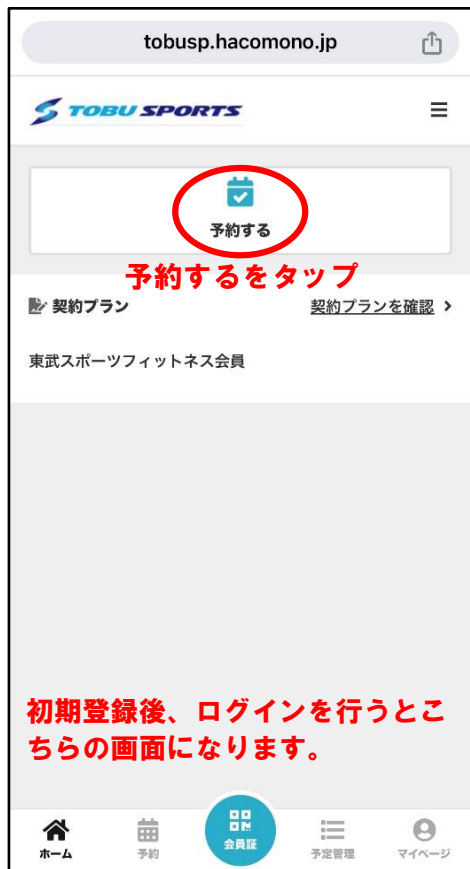 tobusp.hacomono.jp
TOBU SPORTS
予約する
予約するをタップ
契約プラン 契約プランを確認
東武スポーツフィットネス会員
初期登録後、ログインを行うとこ
ちらの画面になります。
ホーム 予約 会員証 予定管理 マイページ